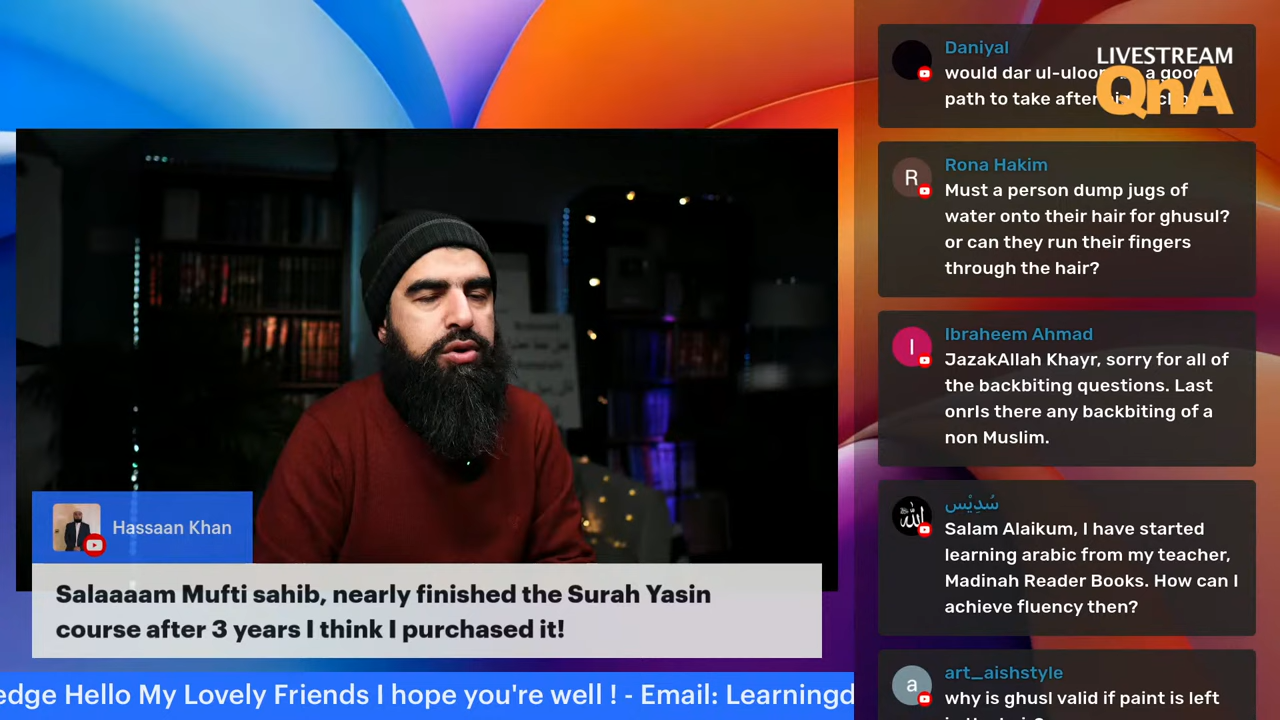 Hassaan Khan
Salaaaam Mufti sahib, nearly finished the Surah Yasin
course after 3 years I think I purchased it!
edge Hello My Lovely Friends I hope you're well ! - Email: Learningd
LIVESTREAM
QnA
Daniyal
would dar ul-uloo a good
path to take after
R
Rona Hakim
Must a person dump jugs of
water onto their hair for ghusul?
or can they run their fingers
through the hair?
I
Ibraheem Ahmad
JazakAllah Khayr, sorry for all of
the backbiting questions. Last
onrls there any backbiting of a
non Muslim.
الله
سُدِيْس
Salam Alaikum, I have started
learning arabic from my teacher,
Madinah Reader Books. How can I
achieve fluency then?
a
art_aishstyle
why is ghusl valid if paint is left